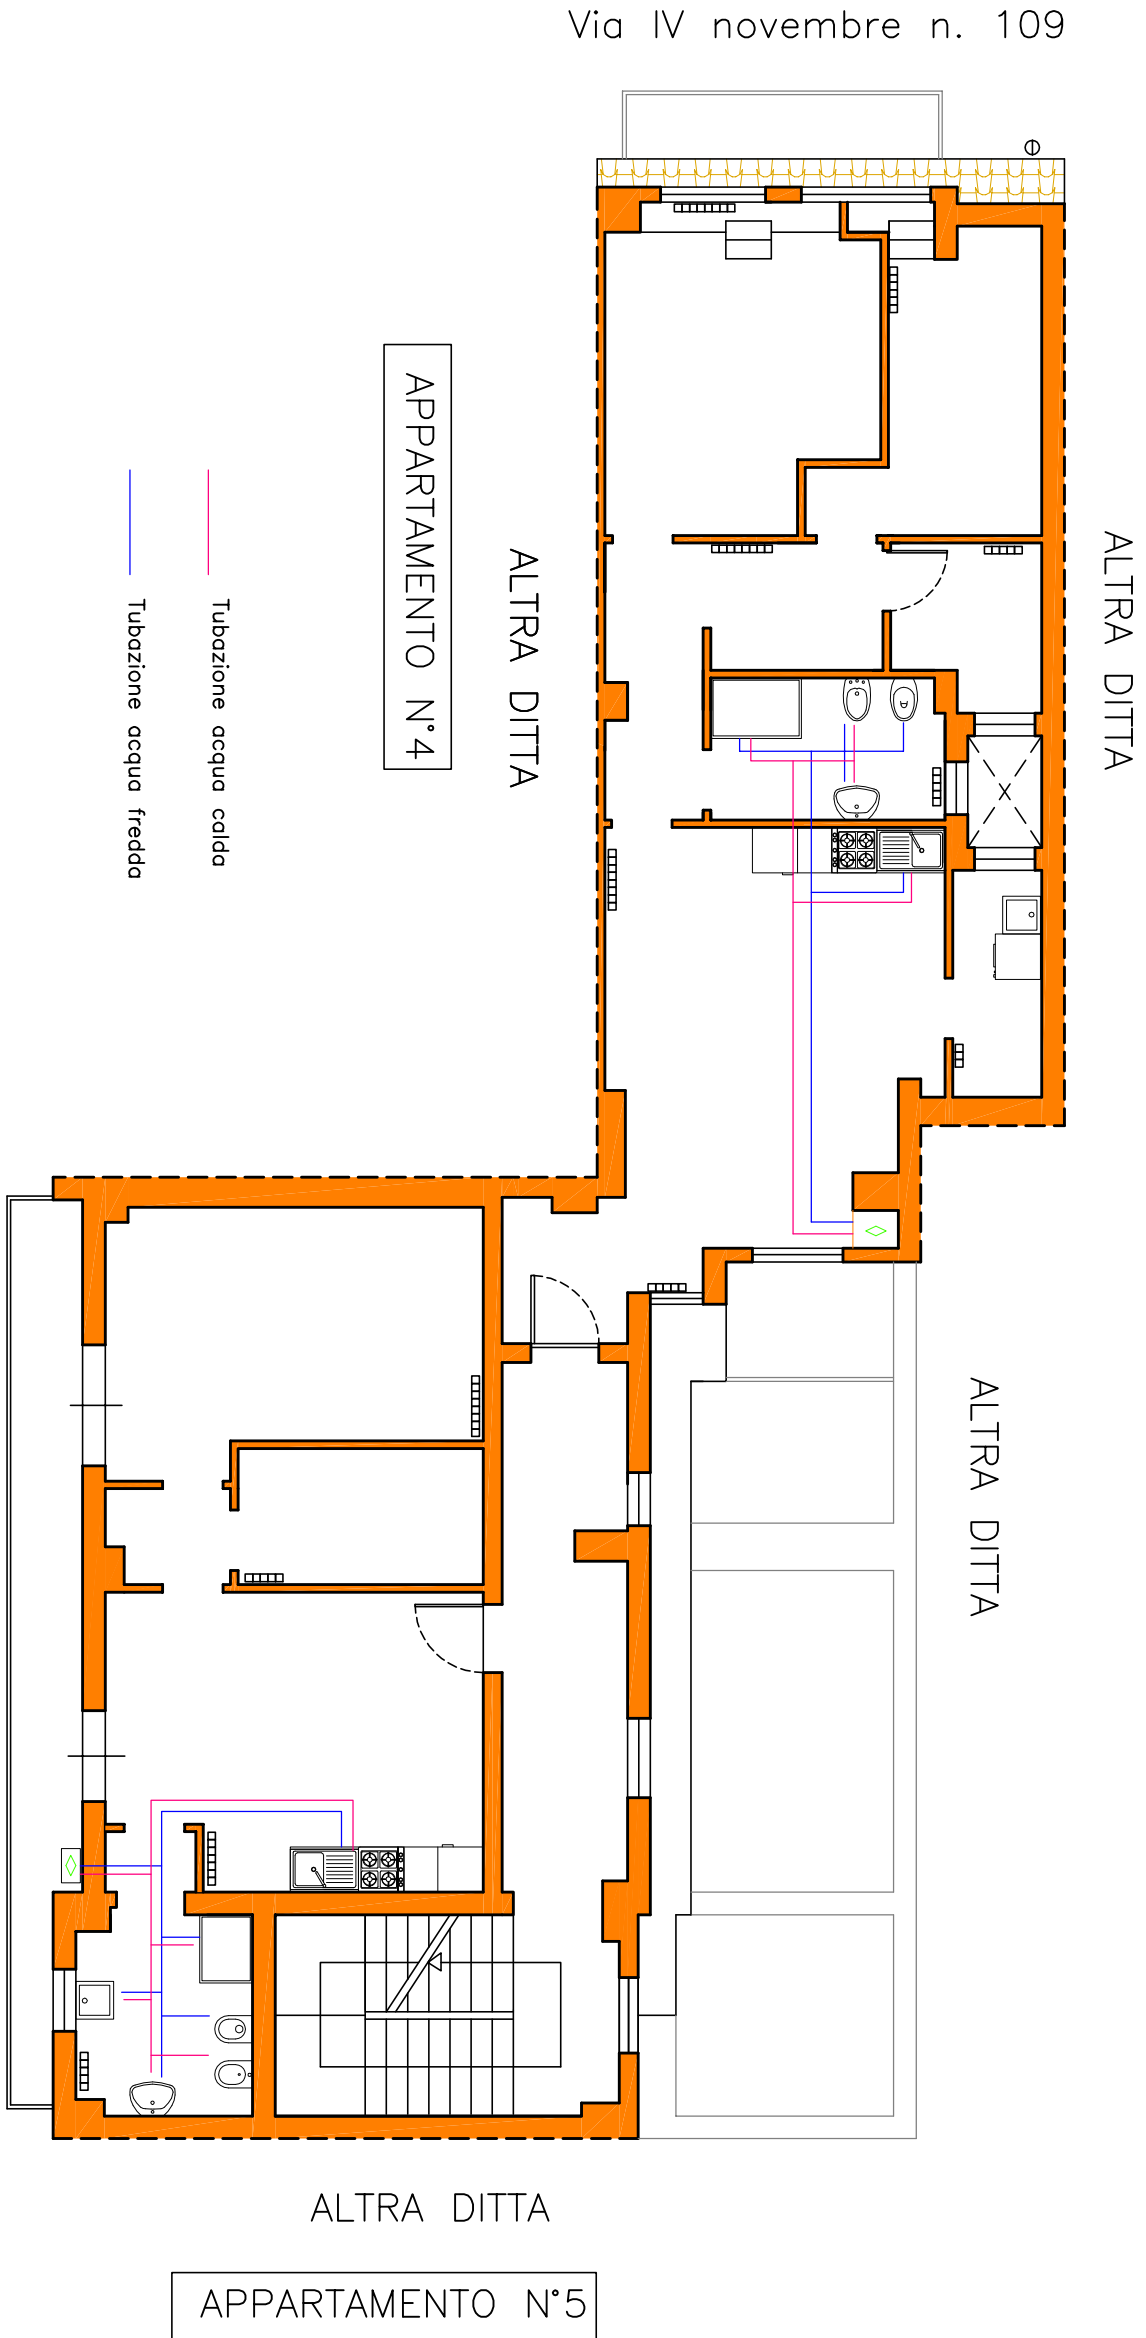 Via IV novembre n. 109
APPARTAMENTO N°4
ALTRA DITTA
ALTRA DITTA
Tubazione acqua calda
Tubazione acqua fredda
ALTRA DITTA
ALTRA DITTA
APPARTAMENTO N°5